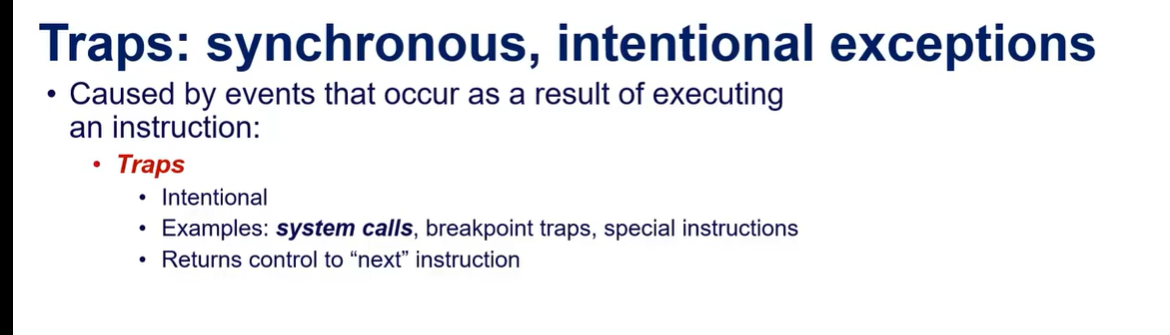 Traps: synchronous, intentional exceptions
• Caused by events that occur as a result of executing
an instruction:
• Traps
• Intentional
• Examples: system calls, breakpoint traps, special instructions
• Returns control to “next” instruction